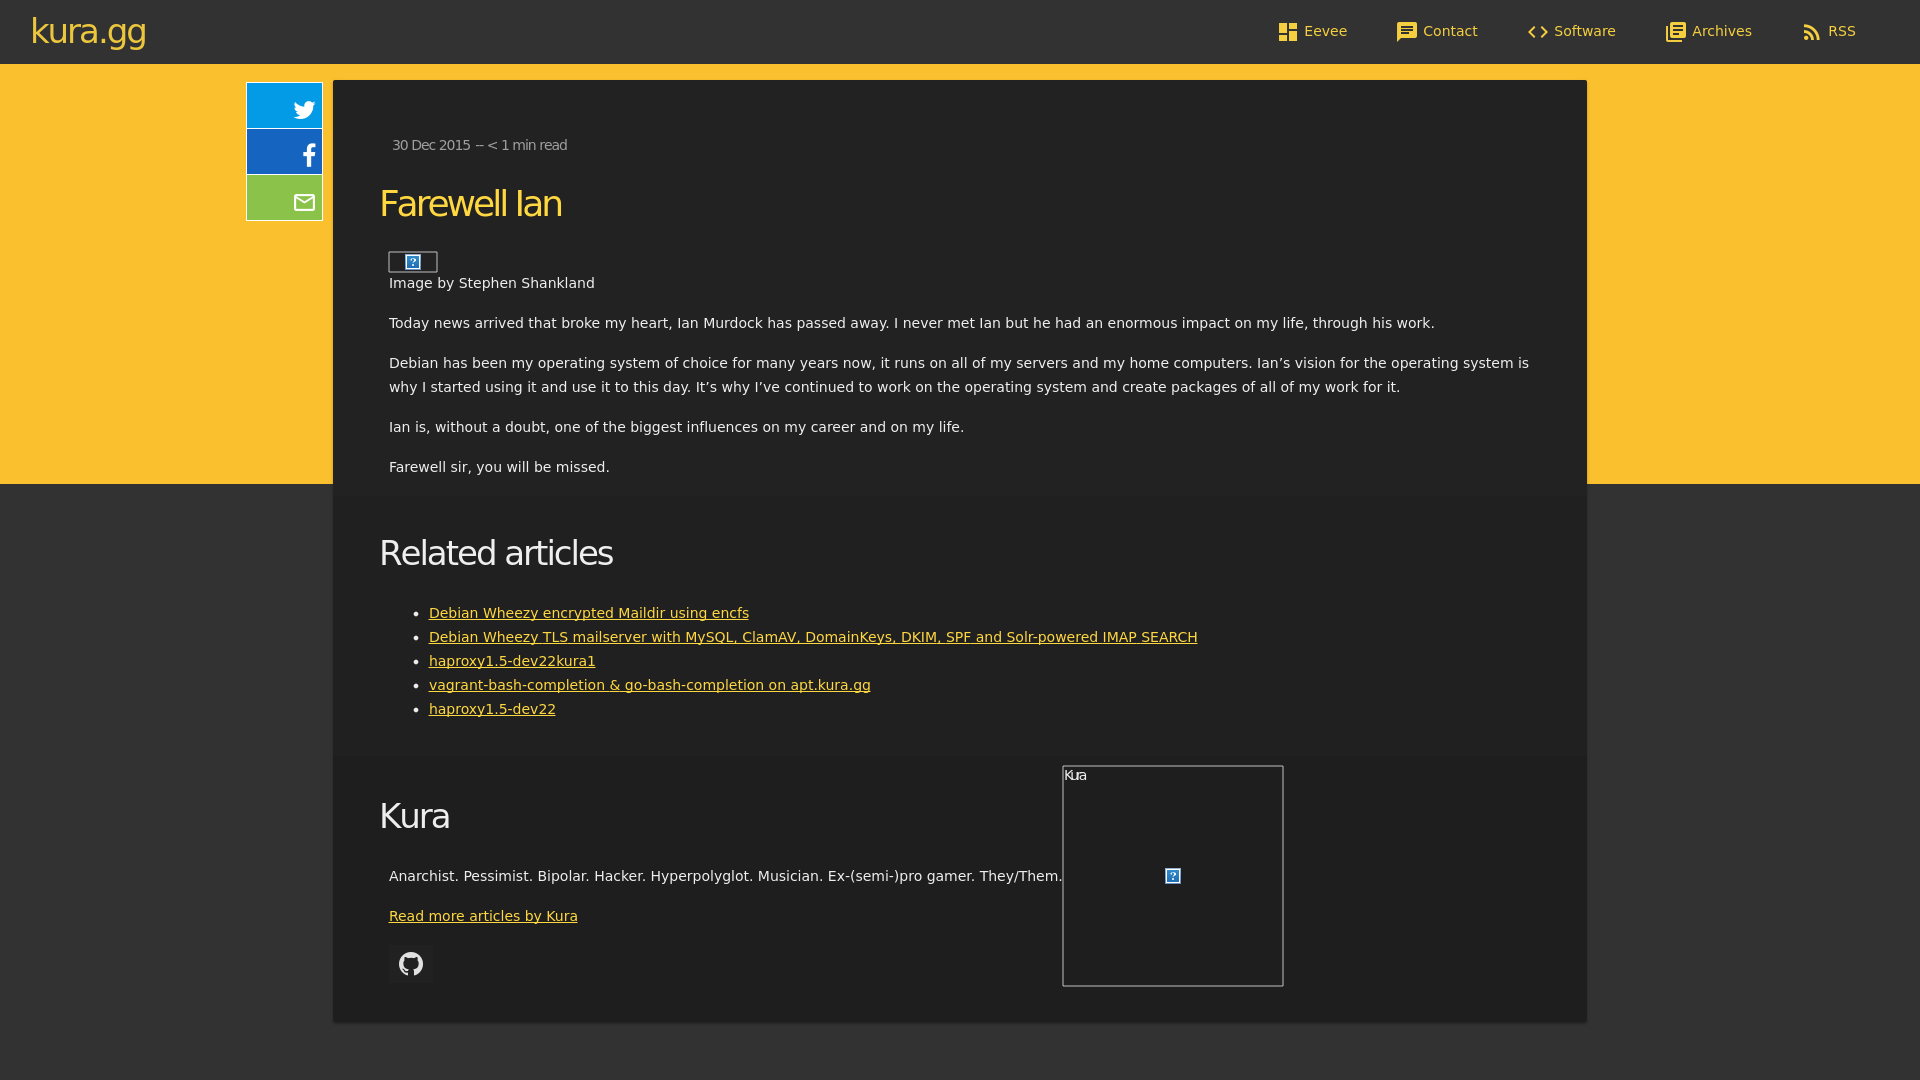 kura.gg
Eevee
Contact
Software
Archives
RSS
30 Dec 2015 -- < 1 min read
Farewell Ian
Image by Stephen Shankland
Today news arrived that broke my heart, Ian Murdock has passed away. I never met Ian but he had an enormous impact on my life, through his work.
Debian has been my operating system of choice for many years now, it runs on all of my servers and my home computers. Ian’s vision for the operating system is
why I started using it and use it to this day. It’s why I’ve continued to work on the operating system and create packages of all of my work for it.
Ian is, without a doubt, one of the biggest influences on my career and on my life.
Farewell sir, you will be missed.
Related articles
Debian Wheezy encrypted Maildir using encfs
Debian Wheezy TLS mailserver with MySQL, ClamAV, DomainKeys, DKIM, SPF and Solr-powered IMAP SEARCH
haproxy1.5-dev22kura1
vagrant-bash-completion & go-bash-completion on apt.kura.gg
haproxy1.5-dev22
Kura
Kura
Anarchist. Pessimist. Bipolar. Hacker. Hyperpolyglot. Musician. Ex-(semi-)pro gamer. They/Them.
Read more articles by Kura